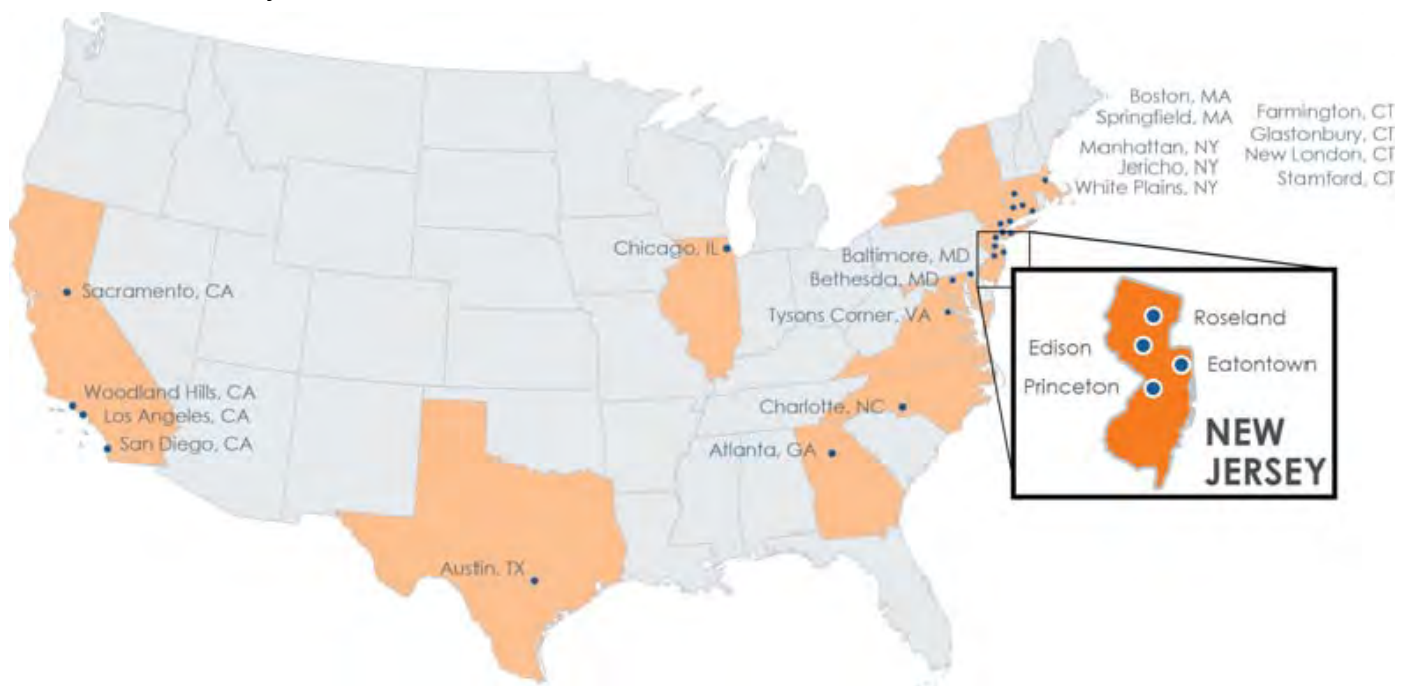 Boston, MA
Springfield, MA
Manhattan, NY
Jericho, NY
White Plains, NY
Farmington, CT
Glastonbury, CT
New London, CT
Stamford, CT
Chicago, IL
Baltimore, MD
Bethesda, MD
Tysons Corner, VA
Sacramento, CA
Woodland Hills, CA
Los Angeles, CA
San Diego, CA
Charlotte, NC
Atlanta, GA
Austin, TX
Roseland
Edison
Eatontown
Princeton
NEW
JERSEY